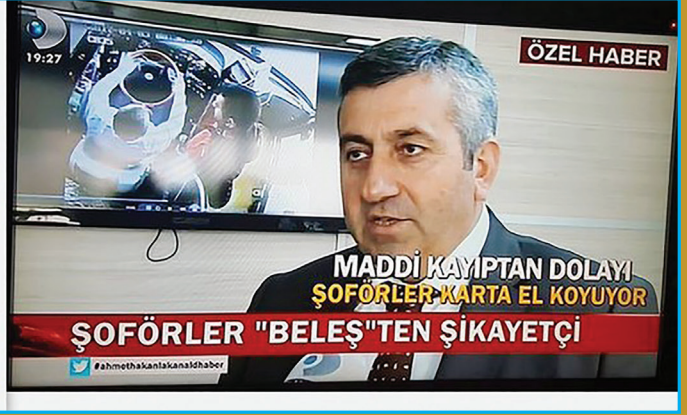 D
19:27
ÖZEL HABER
MADDİ KAYIPTAN DOLAYI
ŞOFÖRLER KARTA EL KOYUYOR
ŞOFÖRLER "BELEŞ"TEN ŞİKAYETÇİ
#ahmethakanlakanaldhaber